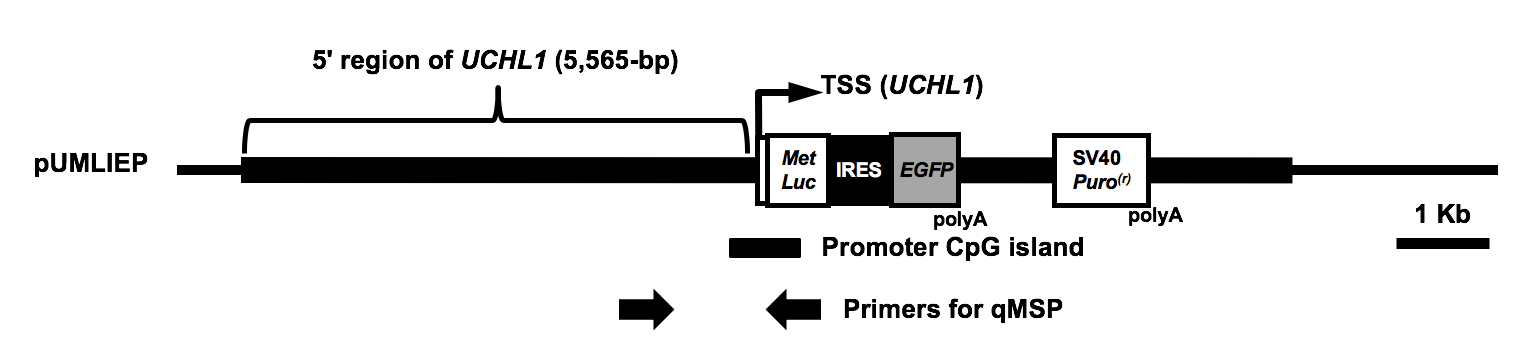 5' region of UCHL1 (5,565-bp)
TSS (UCHL1)
pUMLIEP
Met
Luc
IRES
EGFP
SV40
Puro(r)
polyA
polyA
1 Kb
Promoter CpG island
Primers for qMSP